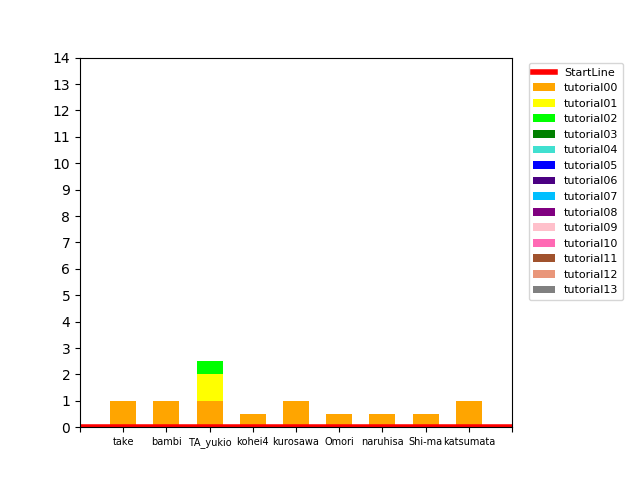 14
13
12
11
10
9
8
7
6
5
4
3
2
1
0
take bambi TA_yukio kohei4 kurosawa Omori naruhisa Shi-ma katsumata
StartLine
tutorial00
tutorial01
tutorial02
tutorial03
tutorial04
tutorial05
tutorial06
tutorial07
tutorial08
tutorial09
tutorial10
tutorial11
tutorial12
tutorial13